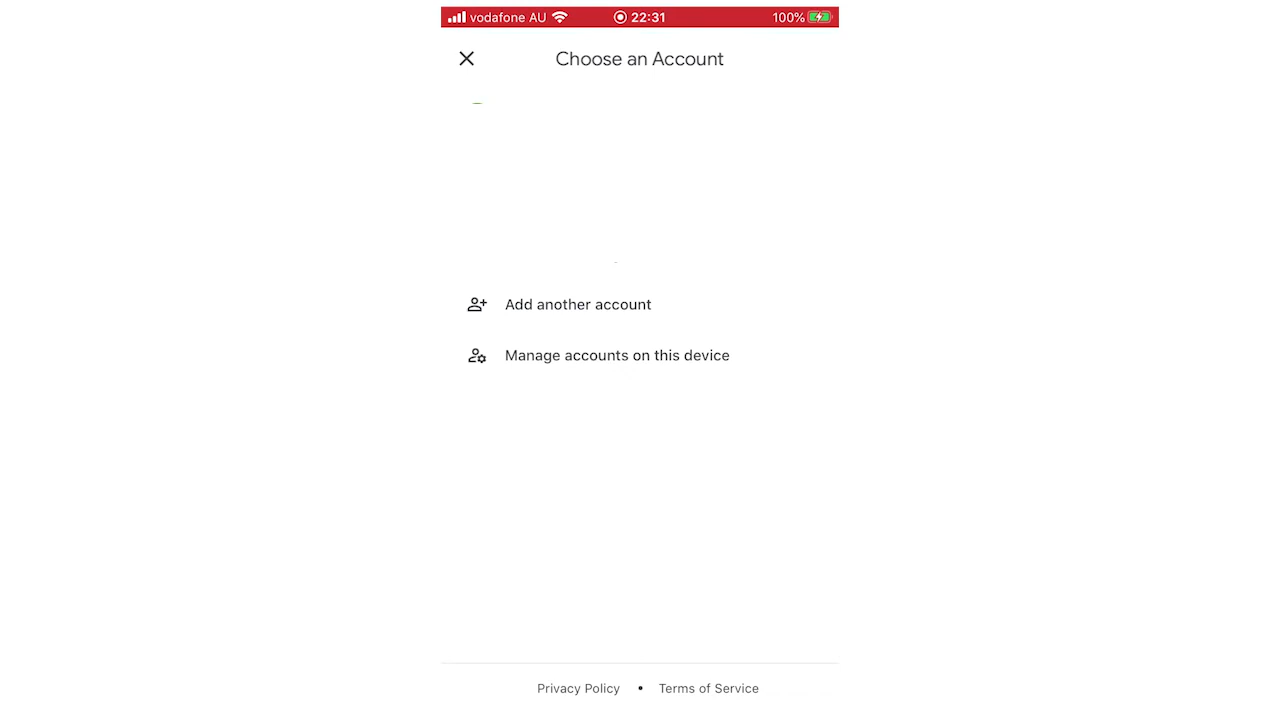 vodafone AU 22:31 100%
Choose an Account
Add another account
Manage accounts on this device
Privacy Policy • Terms of Service